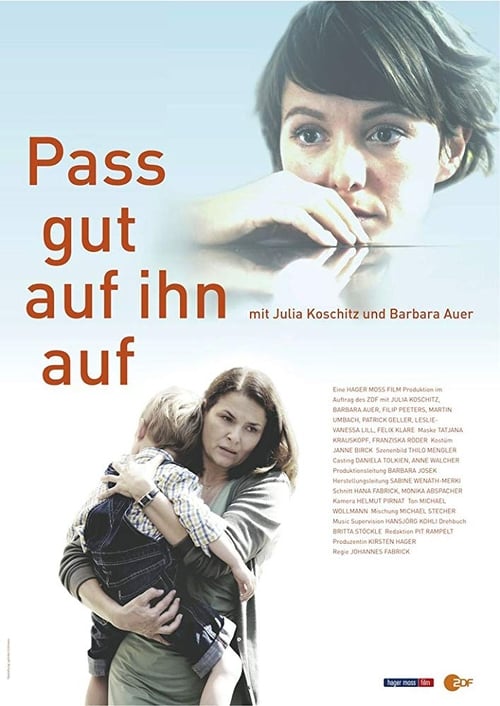 Pass
gut
auf ihn
auf
mit Julia Koschitz und Barbara Auer
Eine HAGER MOSS FILM Produktion im
Auftrag des ZDF mit JULIA KOSCHITZ,
BARBARA AUER, FILIP PEETERS, MARTIN
UMBACH, PATRICK GELLER, LESLIE-
VANESSA LILL, FELIX KLARE Maske TATJANA
KRAUSKOPF, FRANZISKA RÖDER Kostüm
JANNE BIRCK Szenenbild THILO MENGLER
Casting DANIELA TOLKIEN, ANNE WALCHER
Produktionsleitung BARBARA JOSEK
Herstellungsleitung SABINE WENATH-MERKI
Schnitt HANA FABRICK, MONIKA ABSPACHER
Kamera HELMUT PIRNAT Ton MICHAEL
WOLLMANN Mischung MICHAEL STECHER
Music Supervision HANSJÖRG KOHLI Drehbuch
BRITTA STÖCKLE Redaktion PIT RAMPELT
Produzentin KIRSTEN HAGER
Regie JOHANNES FABRICK
hager moss film
ZDF